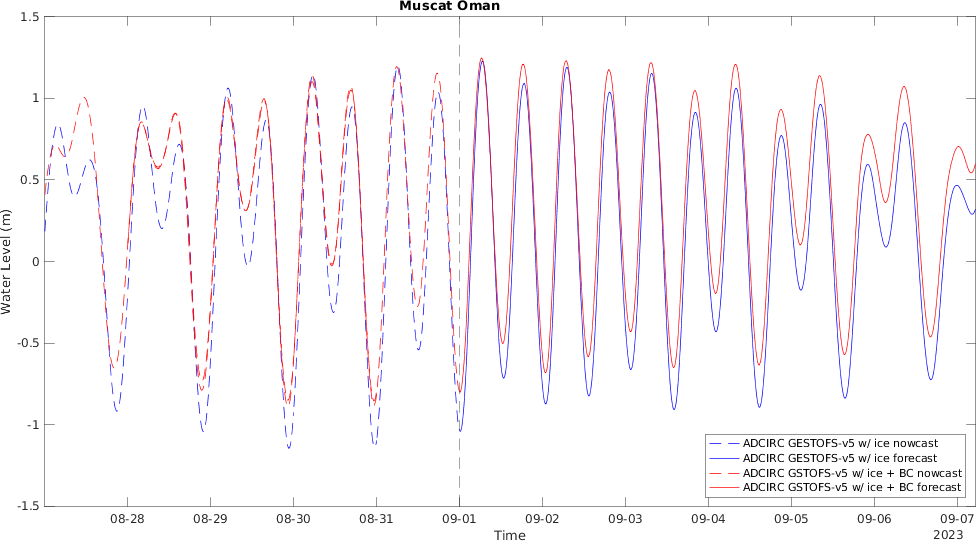 Muscat Oman
1.5
1
0.5
0
-0.5
-1
-1.5
Water Level (m)
08-28 08-29 08-30 08-31 09-01 09-02 09-03 09-04 09-05 09-06 09-07
Time
2023
ADCIRC GESTOFS-v5 w/ ice nowcast
ADCIRC GESTOFS-v5 w/ ice forecast
ADCIRC GSTOFS-v5 w/ ice + BC nowcast
ADCIRC GSTOFS-v5 w/ ice + BC forecast